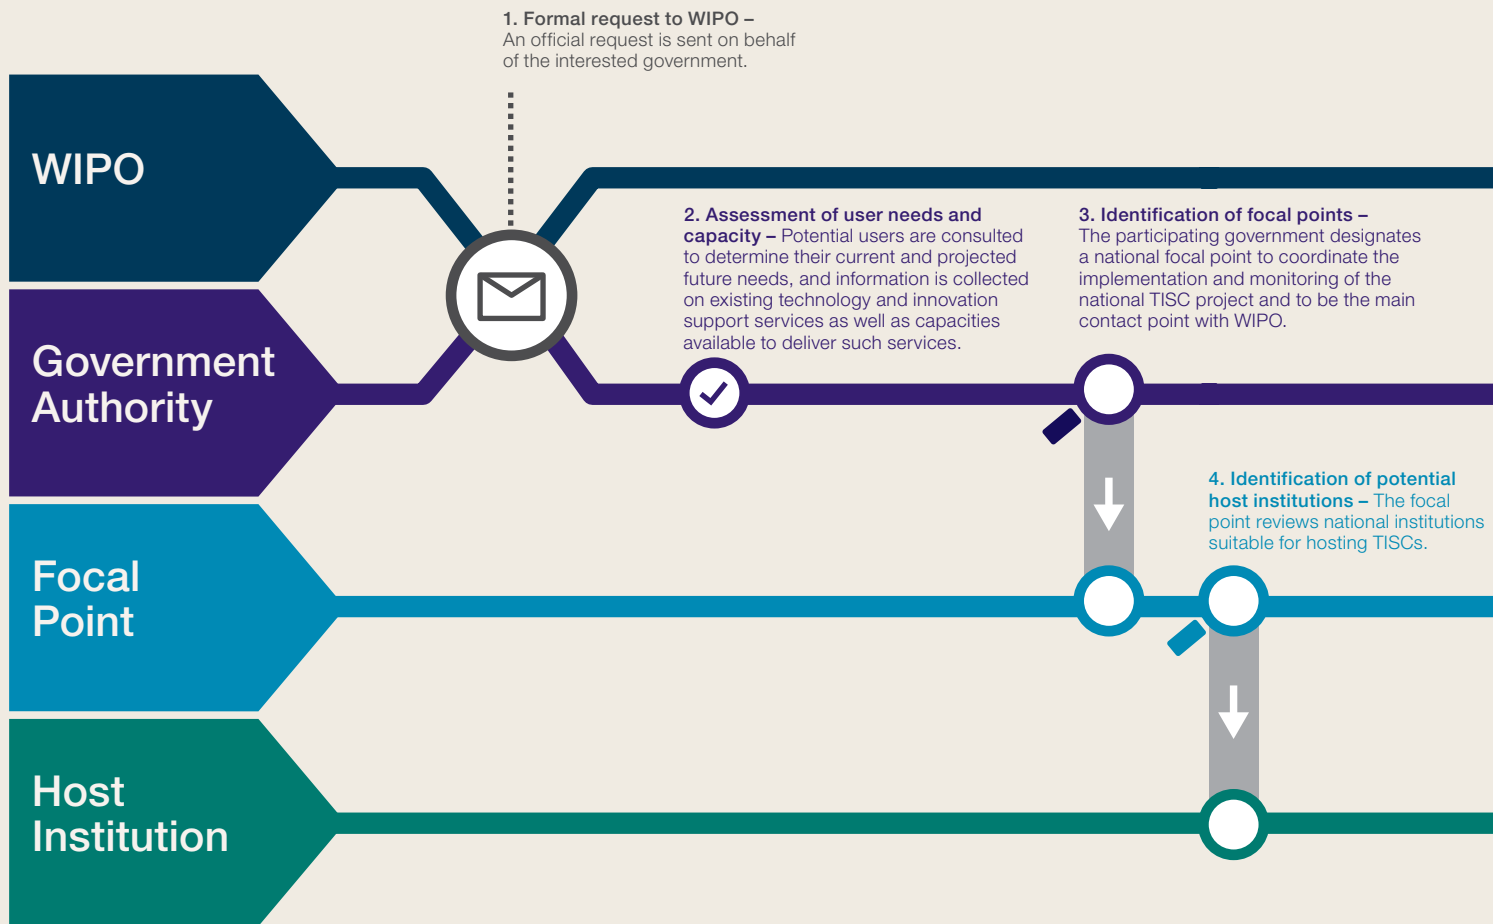 1. Formal request to WIPO –
An official request is sent on behalf
of the interested government.
WIPO
2. Assessment of user needs and
capacity – Potential users are consulted
to determine their current and projected
future needs, and information is collected
on existing technology and innovation
support services as well as capacities
available to deliver such services.
3. Identification of focal points –
The participating government designates
a national focal point to coordinate the
implementation and monitoring of the
national TISC project and to be the main
contact point with WIPO.
Government
Authority
4. Identification of potential
host institutions – The focal
point reviews national institutions
suitable for hosting TISCs.
Focal
Point
Host
Institution